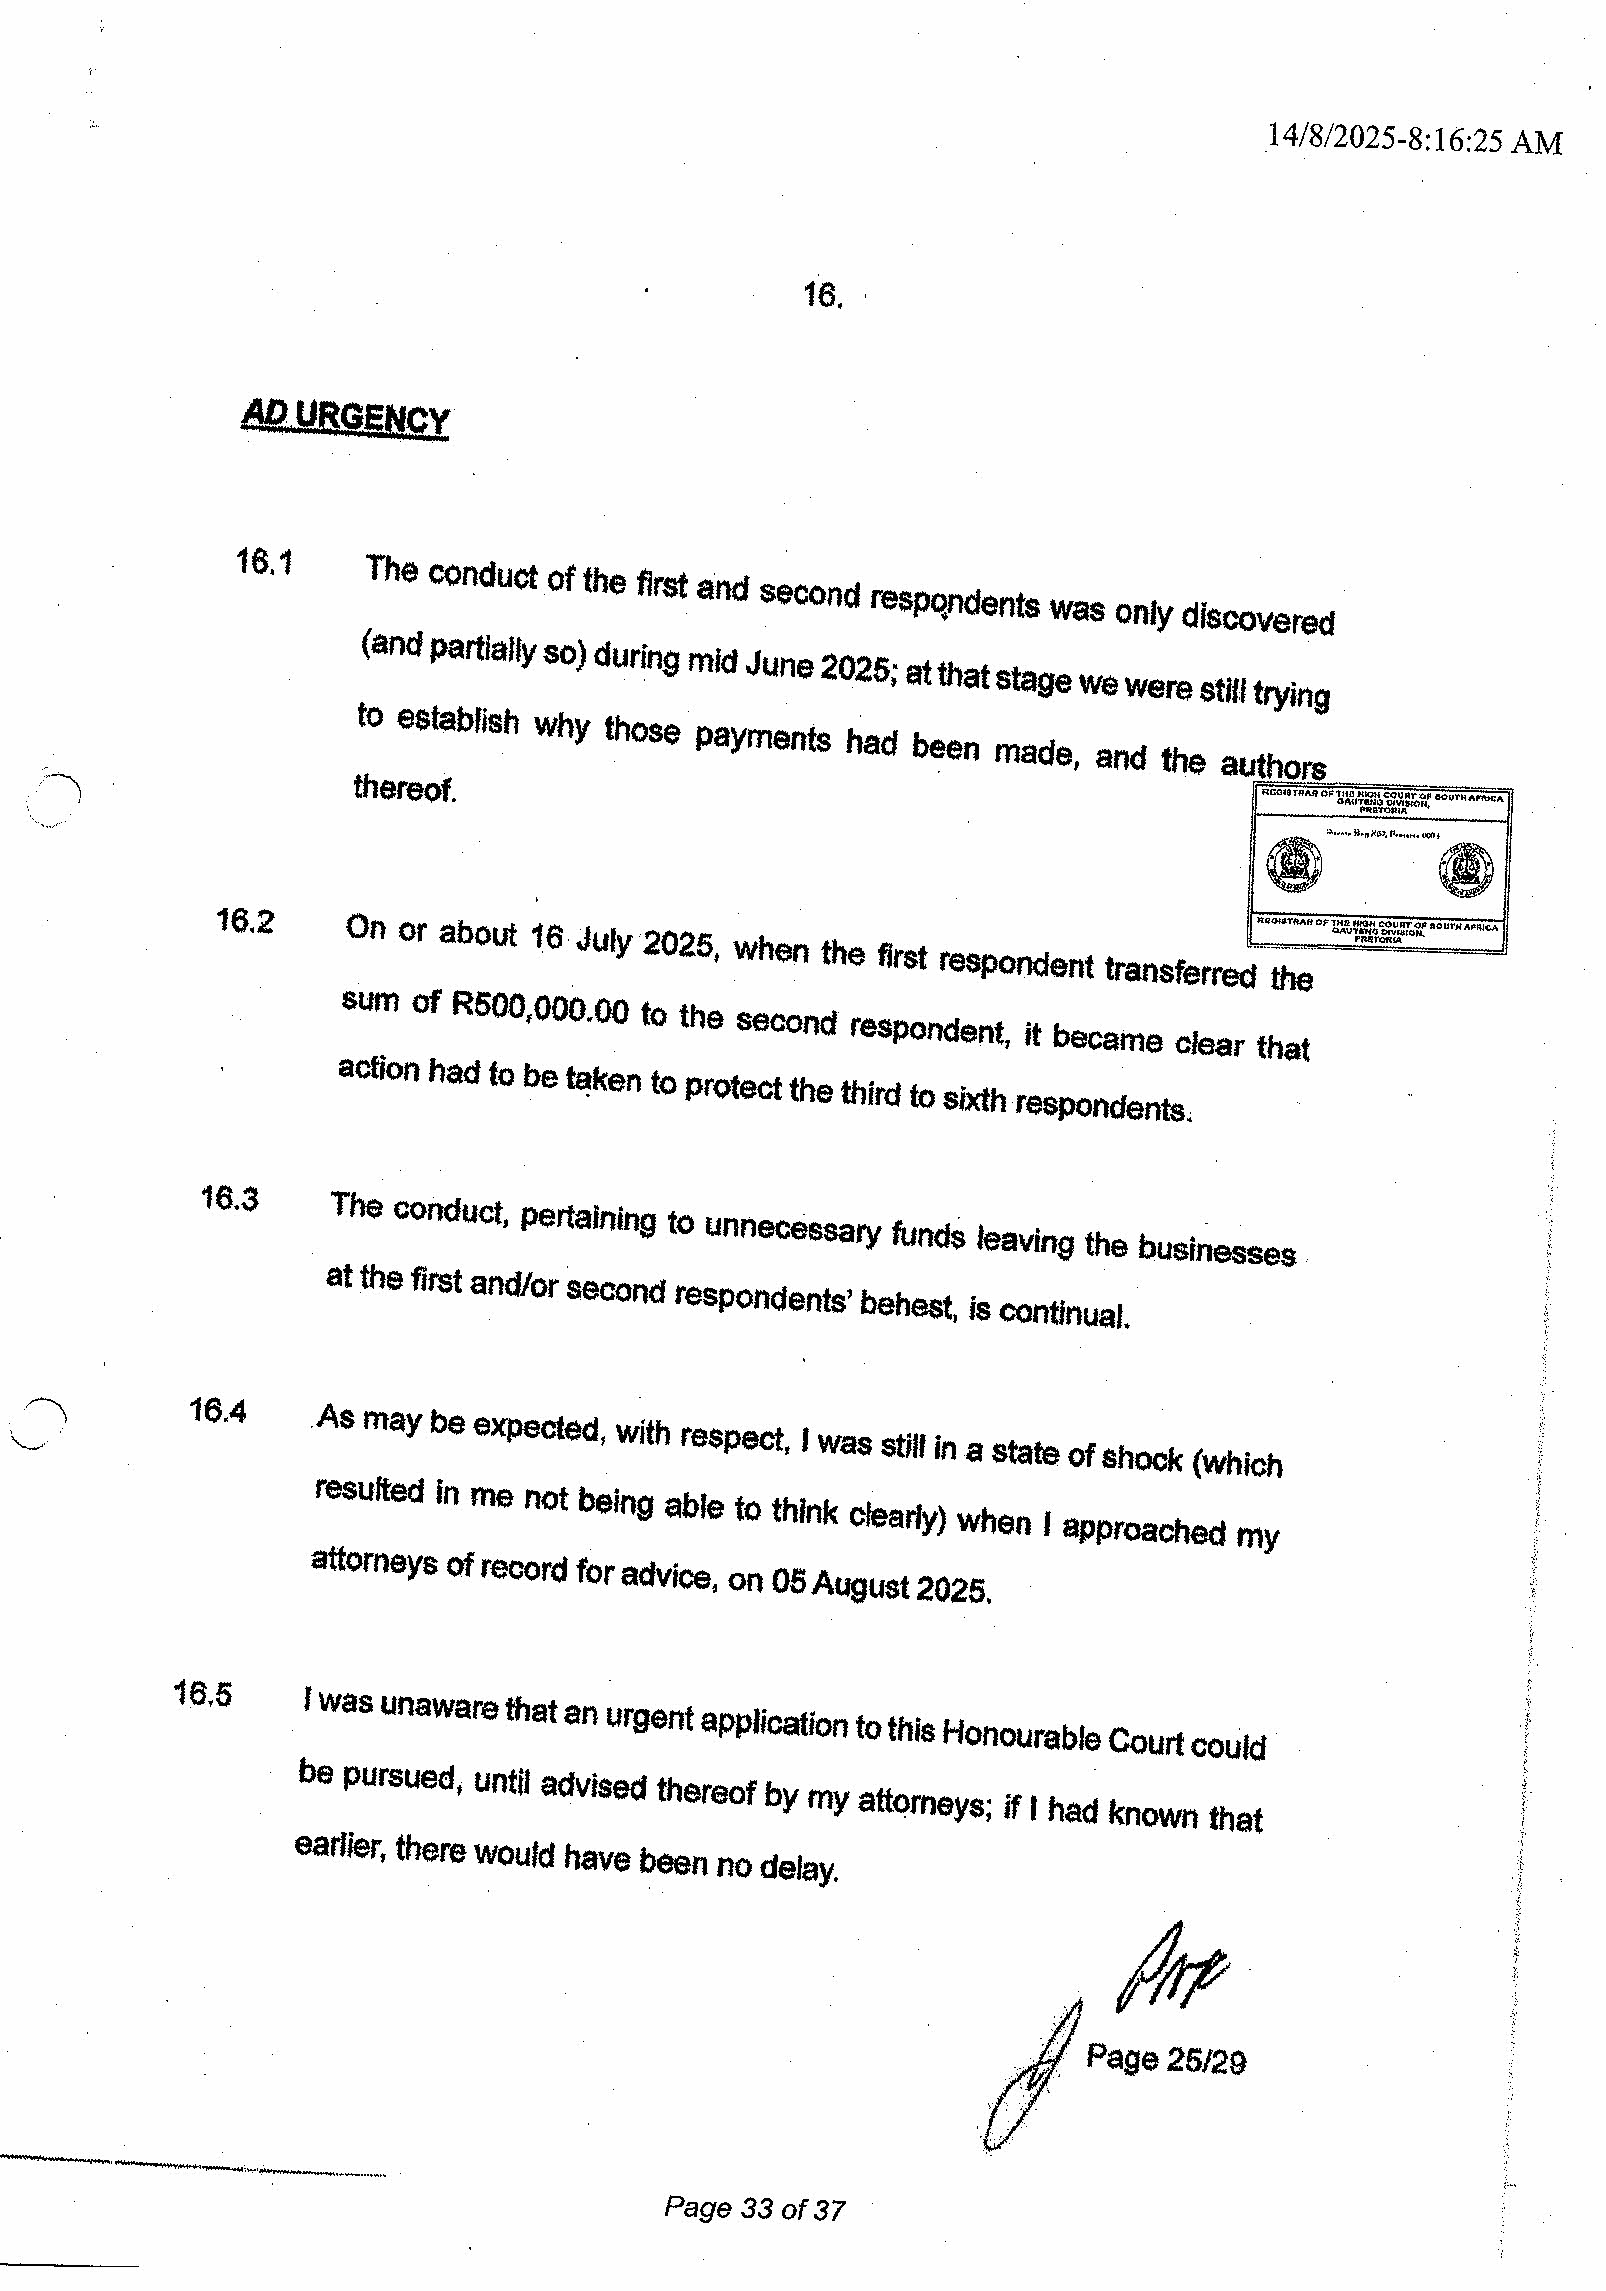 14/8/2025-8:16:25 AM
16.
AD URGENCY
16.1 The conduct of the first and second respondents was only discovered
(and partially so) during mid June 2025; at that stage we were still trying
to establish why those payments had been made, and the authors
thereof.
REGISTRAR OF THE HIGH COURT OF SOUTH AFRICA
GAUTENG DIVISION,
PRETORIA
REGISTRAR OF THE HIGH COURT OF SOUTH AFRICA
GAUTENG DIVISION,
PRETORIA
16.2 On or about 16 July 2025, when the first respondent transferred the
sum of R500,000.00 to the second respondent, it became clear that
action had to be taken to protect the third to sixth respondents.
16.3 The conduct, pertaining to unnecessary funds leaving the businesses
at the first and/or second respondents' behest, is continual.
16.4 As may be expected, with respect, I was still in a state of shock (which
resulted in me not being able to think clearly) when I approached my
attorneys of record for advice, on 05 August 2025.
16.5 I was unaware that an urgent application to this Honourable Court could
be pursued, until advised thereof by my attorneys; if I had known that
earlier, there would have been no delay.
Page 25/29
Page 33 of 37